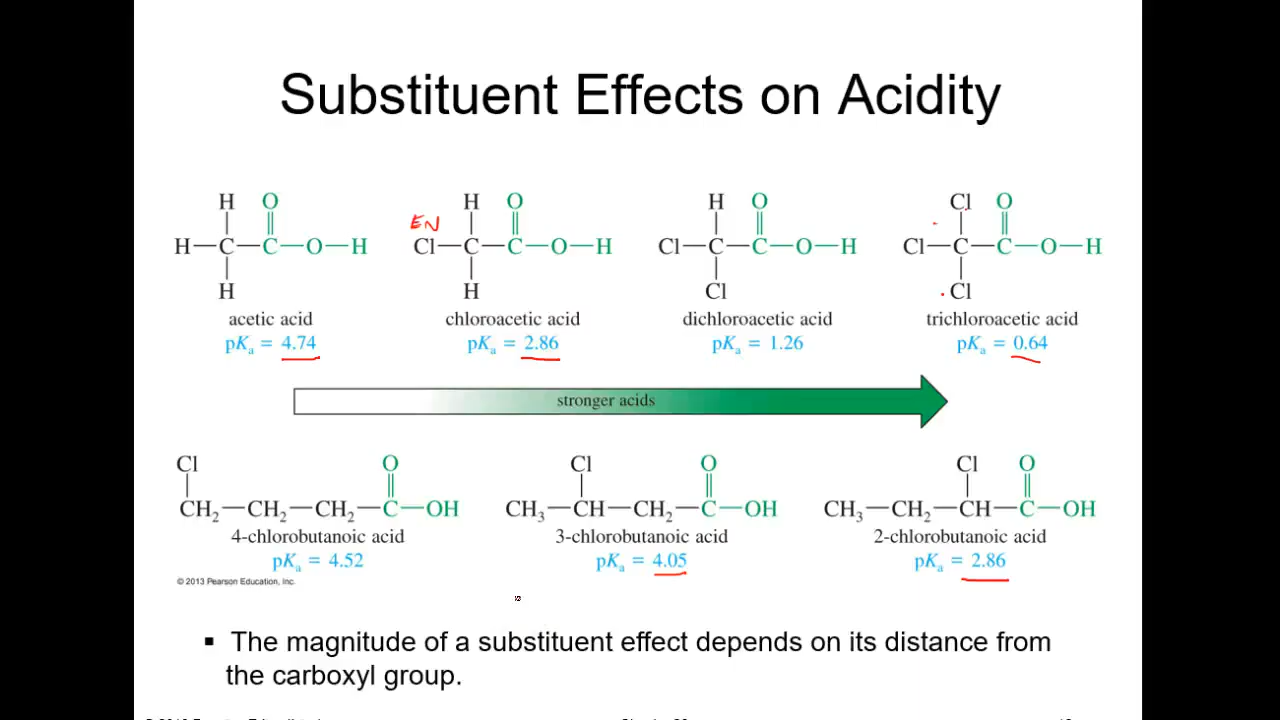 Substituent Effects on Acidity
H O H O H O Cl O
EN
H—C—C—O—H Cl—C—C—O—H Cl—C—C—O—H Cl—C—C—O—H
H H Cl Cl
acetic acid chloroacetic acid dichloroacetic acid trichloroacetic acid
pKa = 4.74 pKa = 2.86 pKa = 1.26 pKa = 0.64
stronger acids
Cl O Cl O Cl O
CH2—CH2—CH2—C—OH CH3—CH—CH2—C—OH CH3—CH2—CH—C—OH
4-chlorobutanoic acid 3-chlorobutanoic acid 2-chlorobutanoic acid
pKa = 4.52 pKa = 4.05 pKa = 2.86
© 2013 Pearson Education, Inc.
▪ The magnitude of a substituent effect depends on its distance from
the carboxyl group.